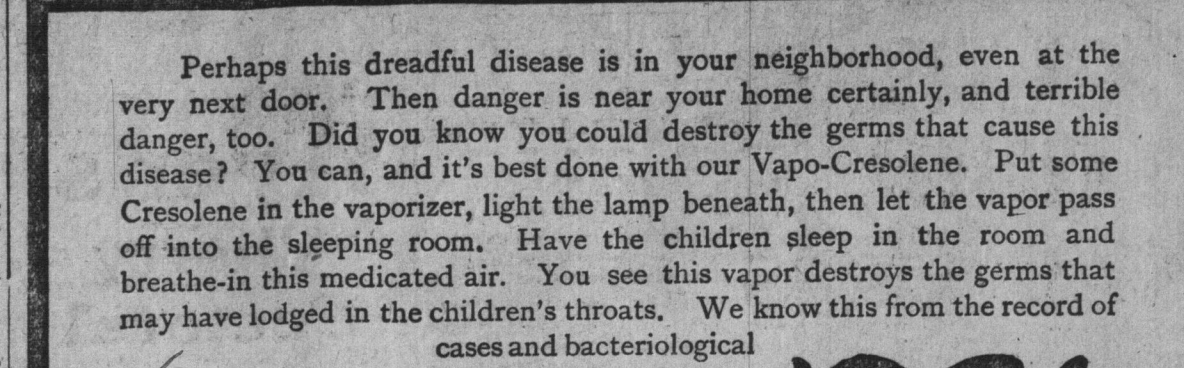 Perhaps this dreadful disease is in your neighborhood, even at the
very next door. Then danger is near your home certainly, and terrible
danger, too. Did you know you could destroy the germs that cause this
disease? You can, and it's best done with our Vapo-Cresolene. Put some
Cresolene in the vaporizer, light the lamp beneath, then let the vapor pass
off into the sleeping room. Have the children sleep in the room and
breathe-in this medicated air. You see this vapor destroys the germs that
may have lodged in the children's throats. We know this from the record of
cases and bacteriological